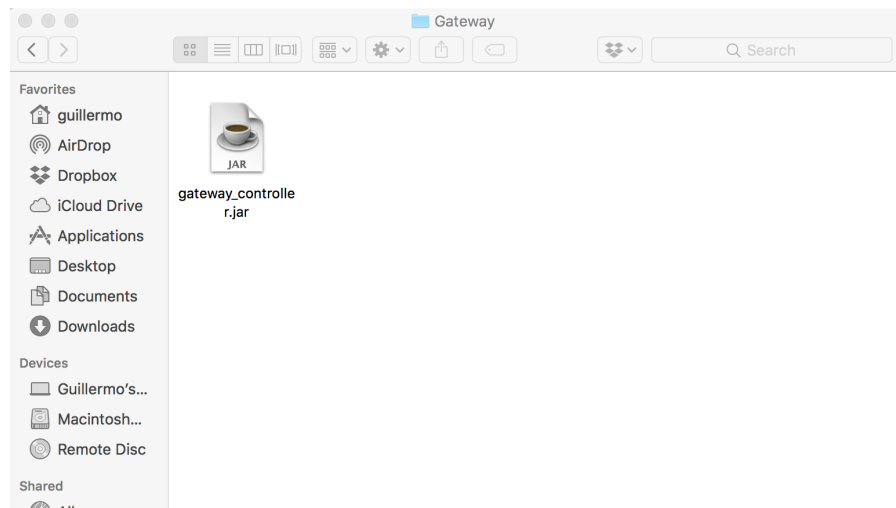 Gateway
Search
Favorites
guillermo
AirDrop
Dropbox
iCloud Drive
Applications
Desktop
Documents
Downloads
Devices
Guillermo's...
Macintosh...
Remote Disc
Shared
JAR
gateway_controlle
r.jar